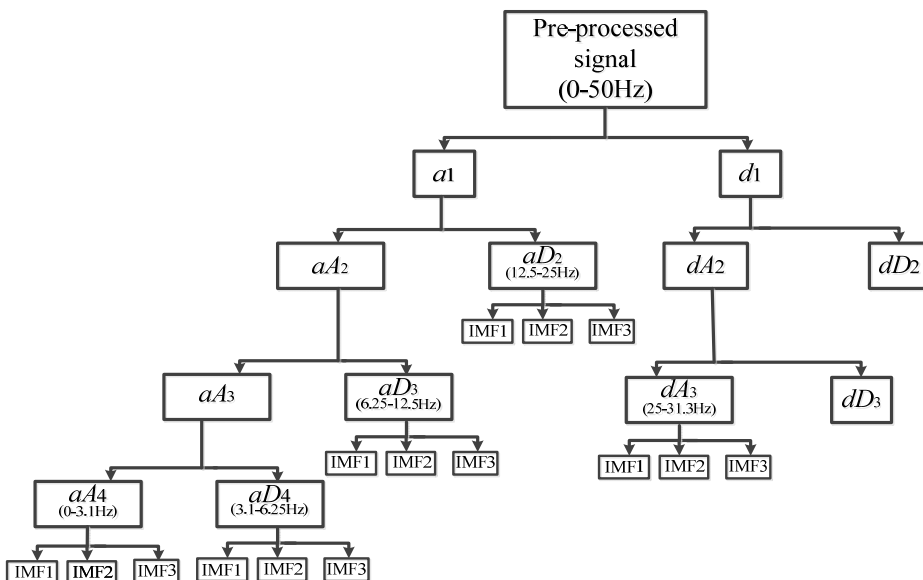 Pre-processed
signal
(0-50Hz)
a1
d1
aA2
aD2
(12.5-25Hz)
dA2
dD2
IMF1 IMF2 IMF3
aA3
aD3
(6.25-12.5Hz)
dA3
(25-31.3Hz)
dD3
IMF1 IMF2 IMF3
IMF1 IMF2 IMF3
aA4
(0-3.1Hz)
aD4
(3.1-6.25Hz)
IMF1 IMF2 IMF3
IMF1 IMF2 IMF3